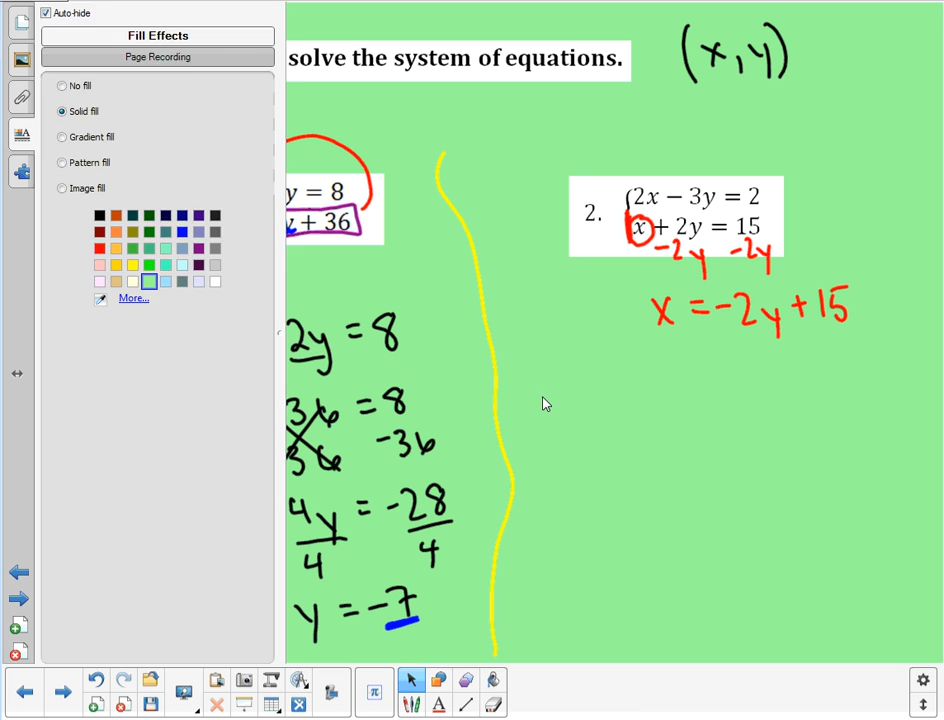 Auto-hide
Fill Effects
Page Recording
No fill
Solid fill
Gradient fill
Pattern fill
Image fill
More...
solve the system of equations.
(x,y)
y = 8
+ 36
2y = 8
36 = 8
36 -36
4y = -28
4 4
y = -7
2. {2x − 3y = 2
x + 2y = 15
-2y -2y
x = -2y + 15